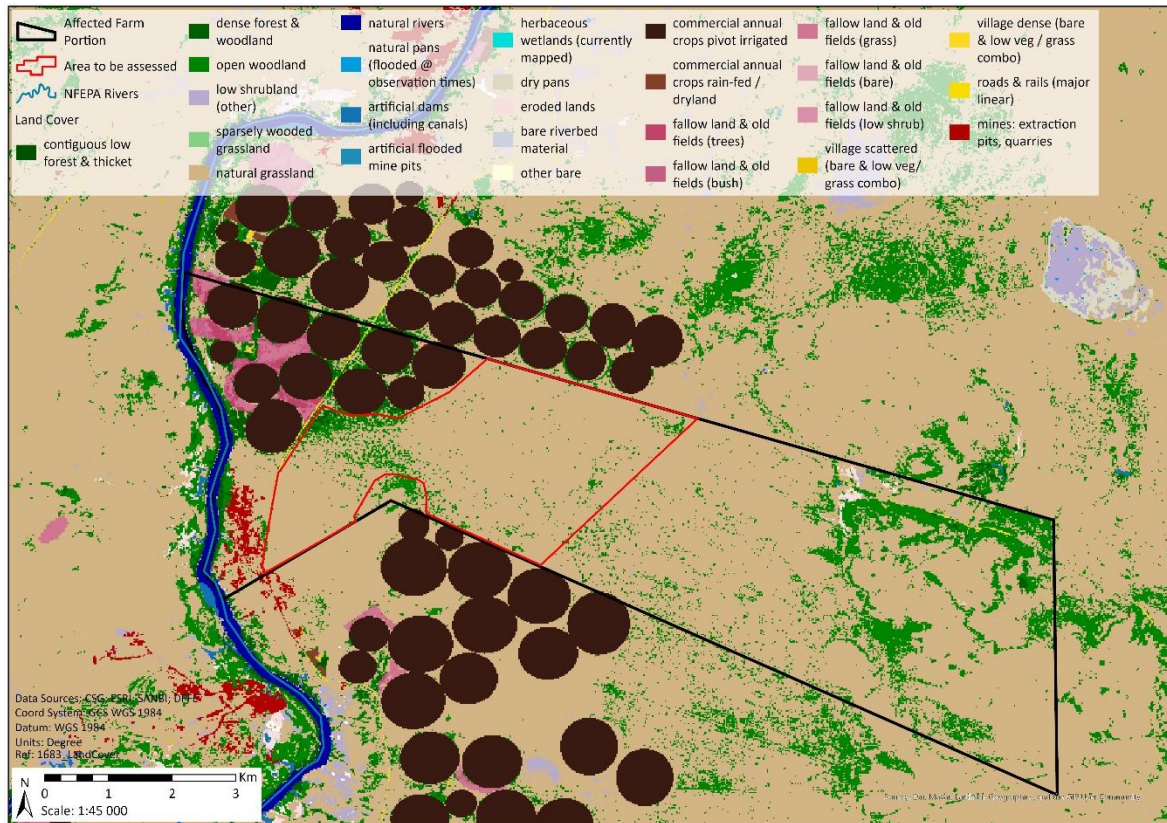 Affected Farm
Portion
Area to be assessed
NFEPA Rivers
Land Cover
contiguous low
forest & thicket
dense forest &
woodland
open woodland
low shrubland
(other)
sparsely wooded
grassland
natural grassland
natural rivers
natural pans
(flooded @
observation times)
artificial dams
(including canals)
artificial flooded
mine pits
herbaceous
wetlands (currently
mapped)
dry pans
eroded lands
bare riverbed
material
other bare
commercial annual
crops pivot irrigated
commercial annual
crops rain-fed /
dryland
fallow land & old
fields (trees)
fallow land & old
fields (bush)
fallow land & old
fields (grass)
fallow land & old
fields (bare)
fallow land & old
fields (low shrub)
village scattered
(bare & low veg/
grass combo)
village dense (bare
& low veg / grass
combo)
roads & rails (major
linear)
mines: extraction
pits, quarries
Data Sources: CSG, ESRI, SANBI, DFFE
Coord System: GCS WGS 1984
Datum: WGS 1984
Units: Degree
Ref: 1683_LandCover
N
0 1 2 3 Km
Scale: 1:45 000
and the GIS User Community